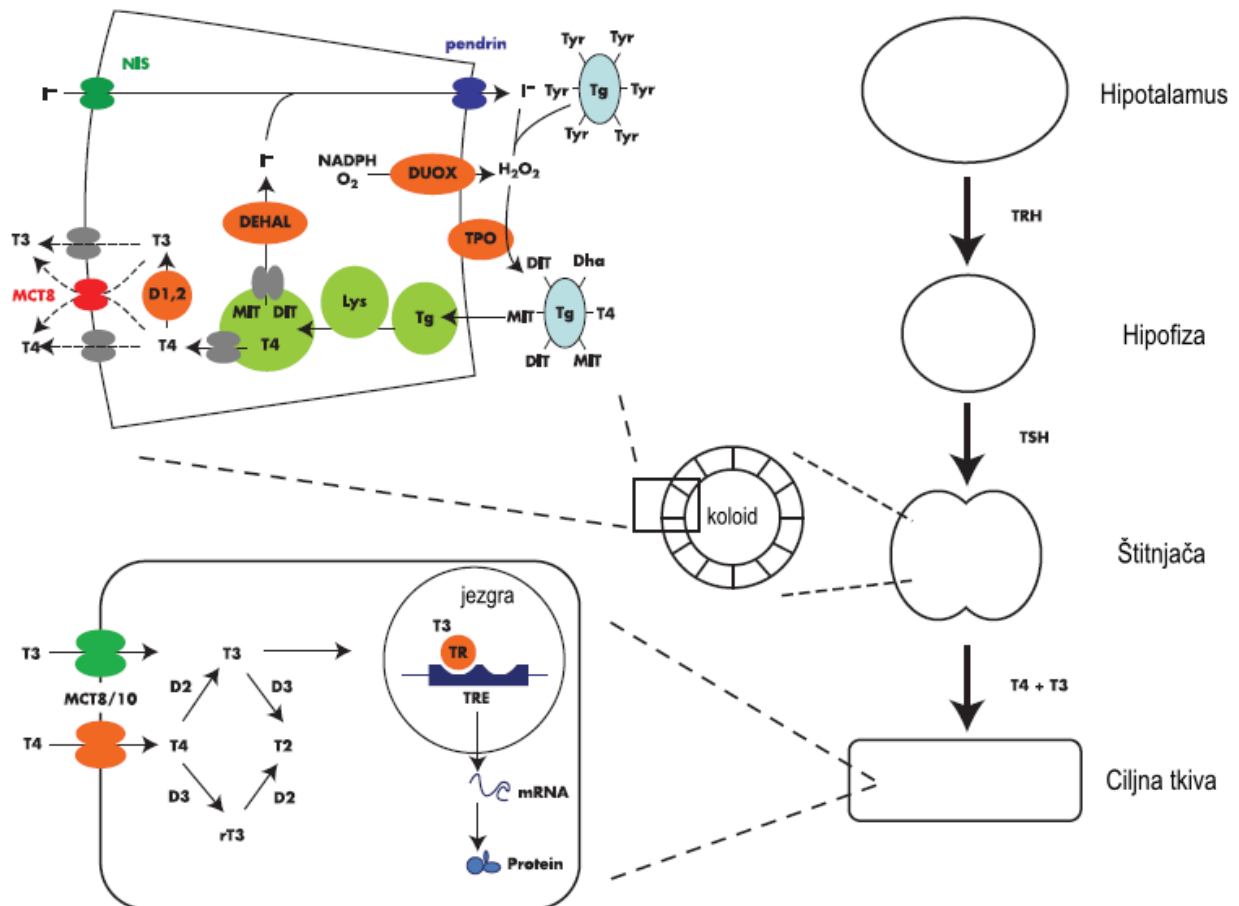 NIS
pendrin
I-
I-
Tyr
Tyr
Tyr
Tg
Tyr
Tyr
Tyr
NADPH
O2
DUOX
H2O2
I-
DEHAL
TPO
T3
T3
MCT8
D1,2
T4
T4
MIT
DIT
T4
Lys
Tg
DIT
Dha
MIT
Tg
T4
DIT
MIT
koloid
Hipotalamus
TRH
Hipofiza
TSH
Štitnjača
T4 + T3
Ciljna tkiva
T3
MCT8/10
T4
T3
D2
D3
T4
T2
D3
D2
rT3
jezgra
T3
TR
TRE
mRNA
Protein